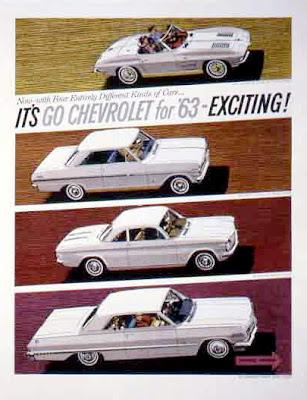 Now-with Four Entirely Different Kinds of Cars...
IT'S GO CHEVROLET for '63-EXCITING!